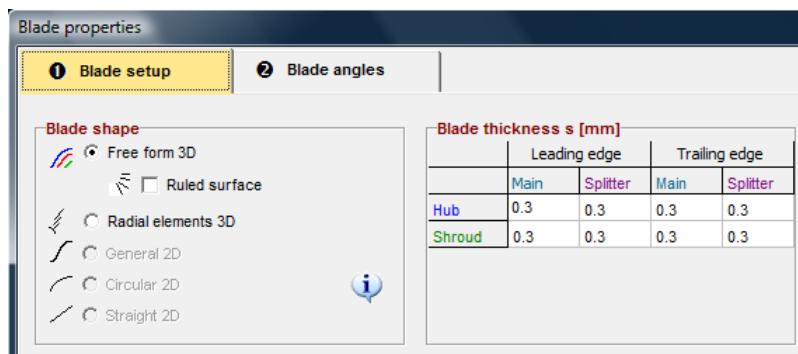 Blade properties
❶ Blade setup
❷ Blade angles
Blade shape
Free form 3D
Ruled surface
Radial elements 3D
General 2D
Circular 2D
Straight 2D
Blade thickness s [mm]
Leading edge Trailing edge
Main Splitter Main Splitter
Hub 0.3 0.3 0.3 0.3
Shroud 0.3 0.3 0.3 0.3